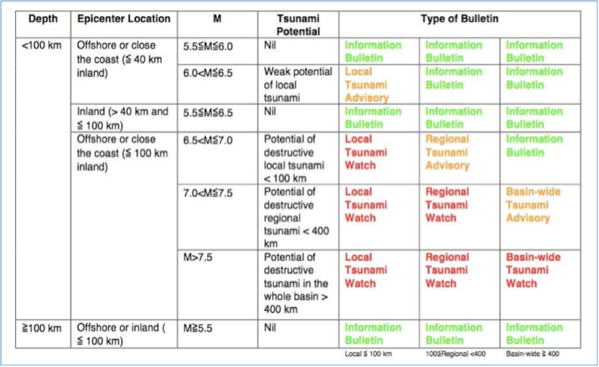 Depth Epicenter Location M Tsunami Potential Type of Bulletin
<100 km Offshore or close the coast (≦ 40 km inland) 5.5≦M≦6.0 Nil Information Bulletin Information Bulletin Information Bulletin
6.0<M≦6.5 Weak potential of local tsunami Local Tsunami Advisory Information Bulletin Information Bulletin
Inland (> 40 km and ≦ 100 km) 5.5≦M≦6.5 Nil Information Bulletin Information Bulletin Information Bulletin
Offshore or close the coast (≦ 100 km inland) 6.5<M≦7.0 Potential of destructive local tsunami < 100 km Local Tsunami Watch Regional Tsunami Advisory Information Bulletin
7.0<M≦7.5 Potential of destructive regional tsunami < 400 km Local Tsunami Watch Regional Tsunami Watch Basin-wide Tsunami Advisory
M>7.5 Potential of destructive tsunami in the whole basin > 400 km Local Tsunami Watch Regional Tsunami Watch Basin-wide Tsunami Watch
≧100 km Offshore or inland ( ≦ 100 km) M≧5.5 Nil Information Bulletin Information Bulletin Information Bulletin
Local ≦ 100 km 100≦Regional <400 Basin-wide ≧ 400